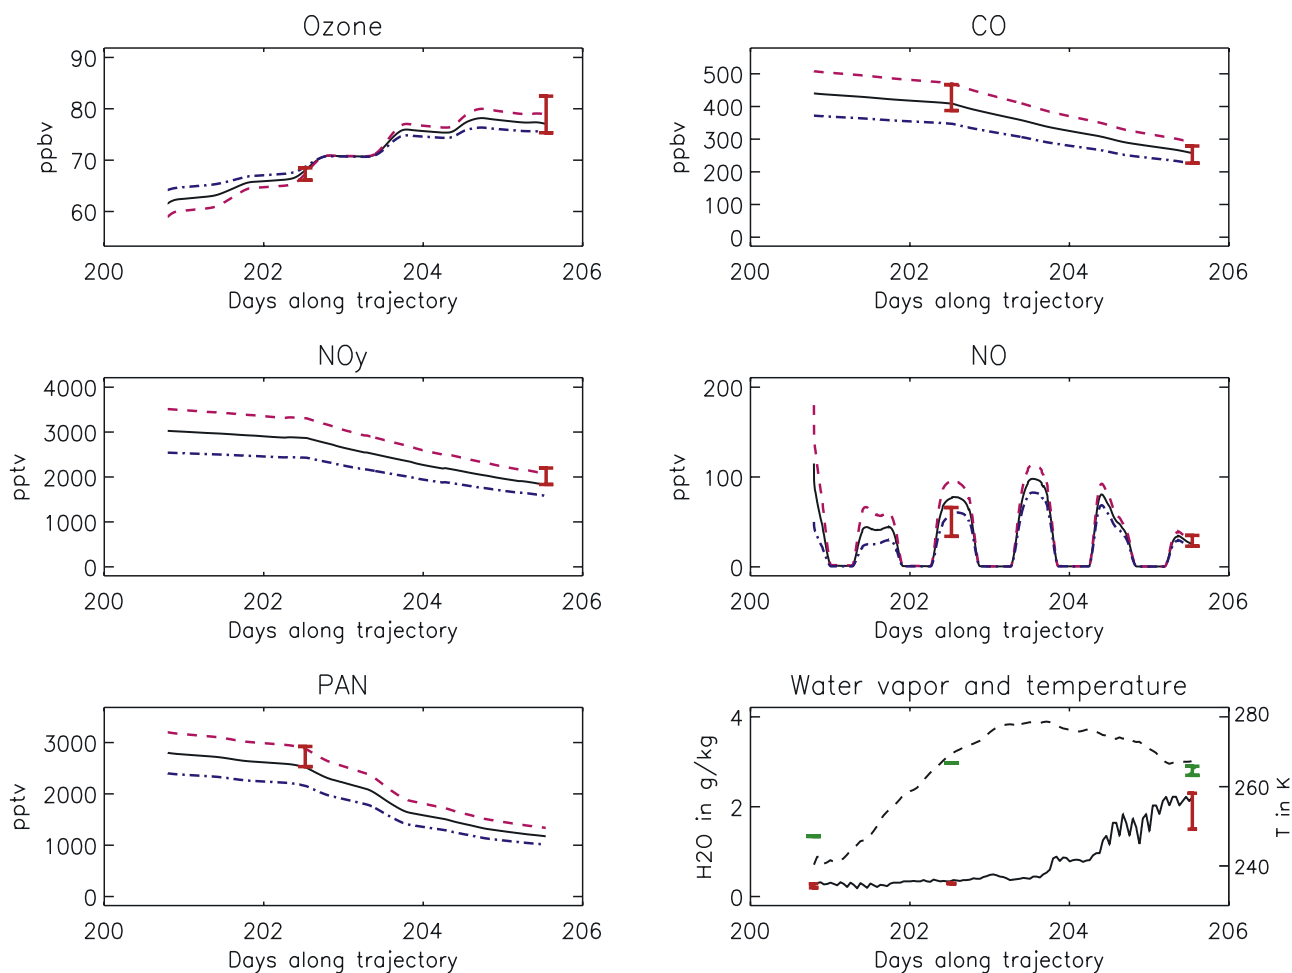 Ozone
90
80
70
60
ppbv
200 202 204 206
Days along trajectory
CO
500
400
300
200
100
0
ppbv
200 202 204 206
Days along trajectory
NOy
4000
3000
2000
1000
0
pptv
200 202 204 206
Days along trajectory
NO
200
100
0
pptv
200 202 204 206
Days along trajectory
PAN
3000
2000
1000
0
pptv
200 202 204 206
Days along trajectory
Water vapor and temperature
4
2
0
H2O in g/kg
280
260
240
T in K
200 202 204 206
Days along trajectory